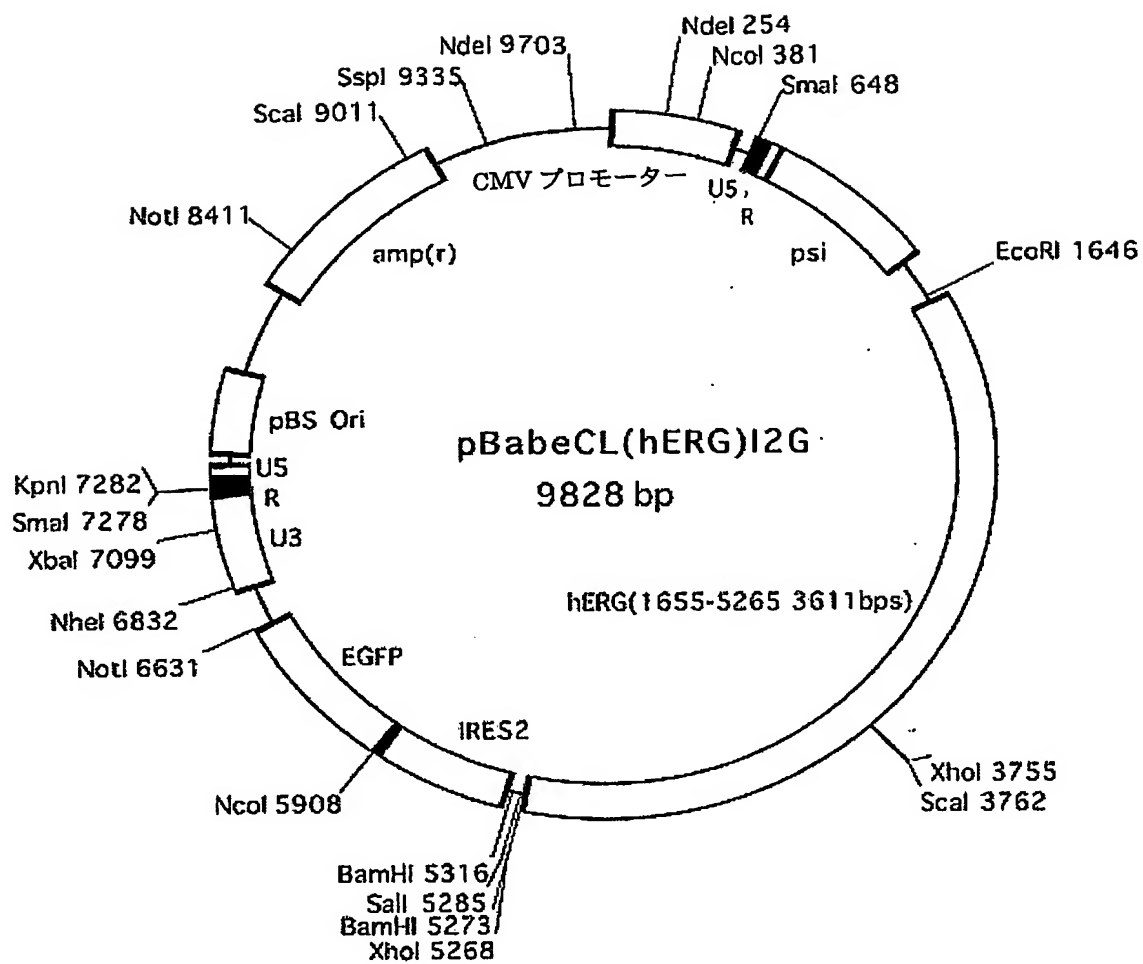 NdeI 9703
NdeI 254
NcoI 381
SmaI 648
SspI 9335
ScaI 9011
CMV プロモーター
U5,
R
NotI 8411
amp(r)
psi
EcoRI 1646
pBS Ori
pBabeCL(hERG)I2G
9828 bp
U5
R
U3
KpnI 7282
SmaI 7278
XbaI 7099
hERG(1655-5265 3611bps)
NheI 6832
NotI 6631
EGFP
IRES2
NcoI 5908
XhoI 3755
ScaI 3762
BamHI 5316
SalI 5285
BamHI 5273
XhoI 5268